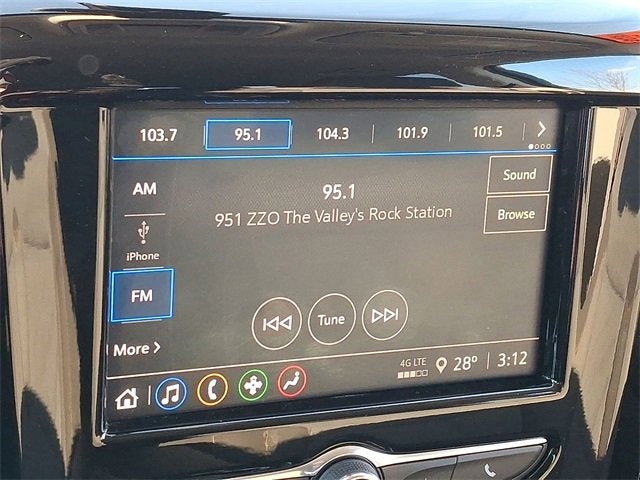 103.7 95.1 104.3 101.9 101.5
AM
95.1
Sound
951 ZZO The Valley's Rock Station
Browse
iPhone
FM
Tune
More
4G LTE
28° 3:12